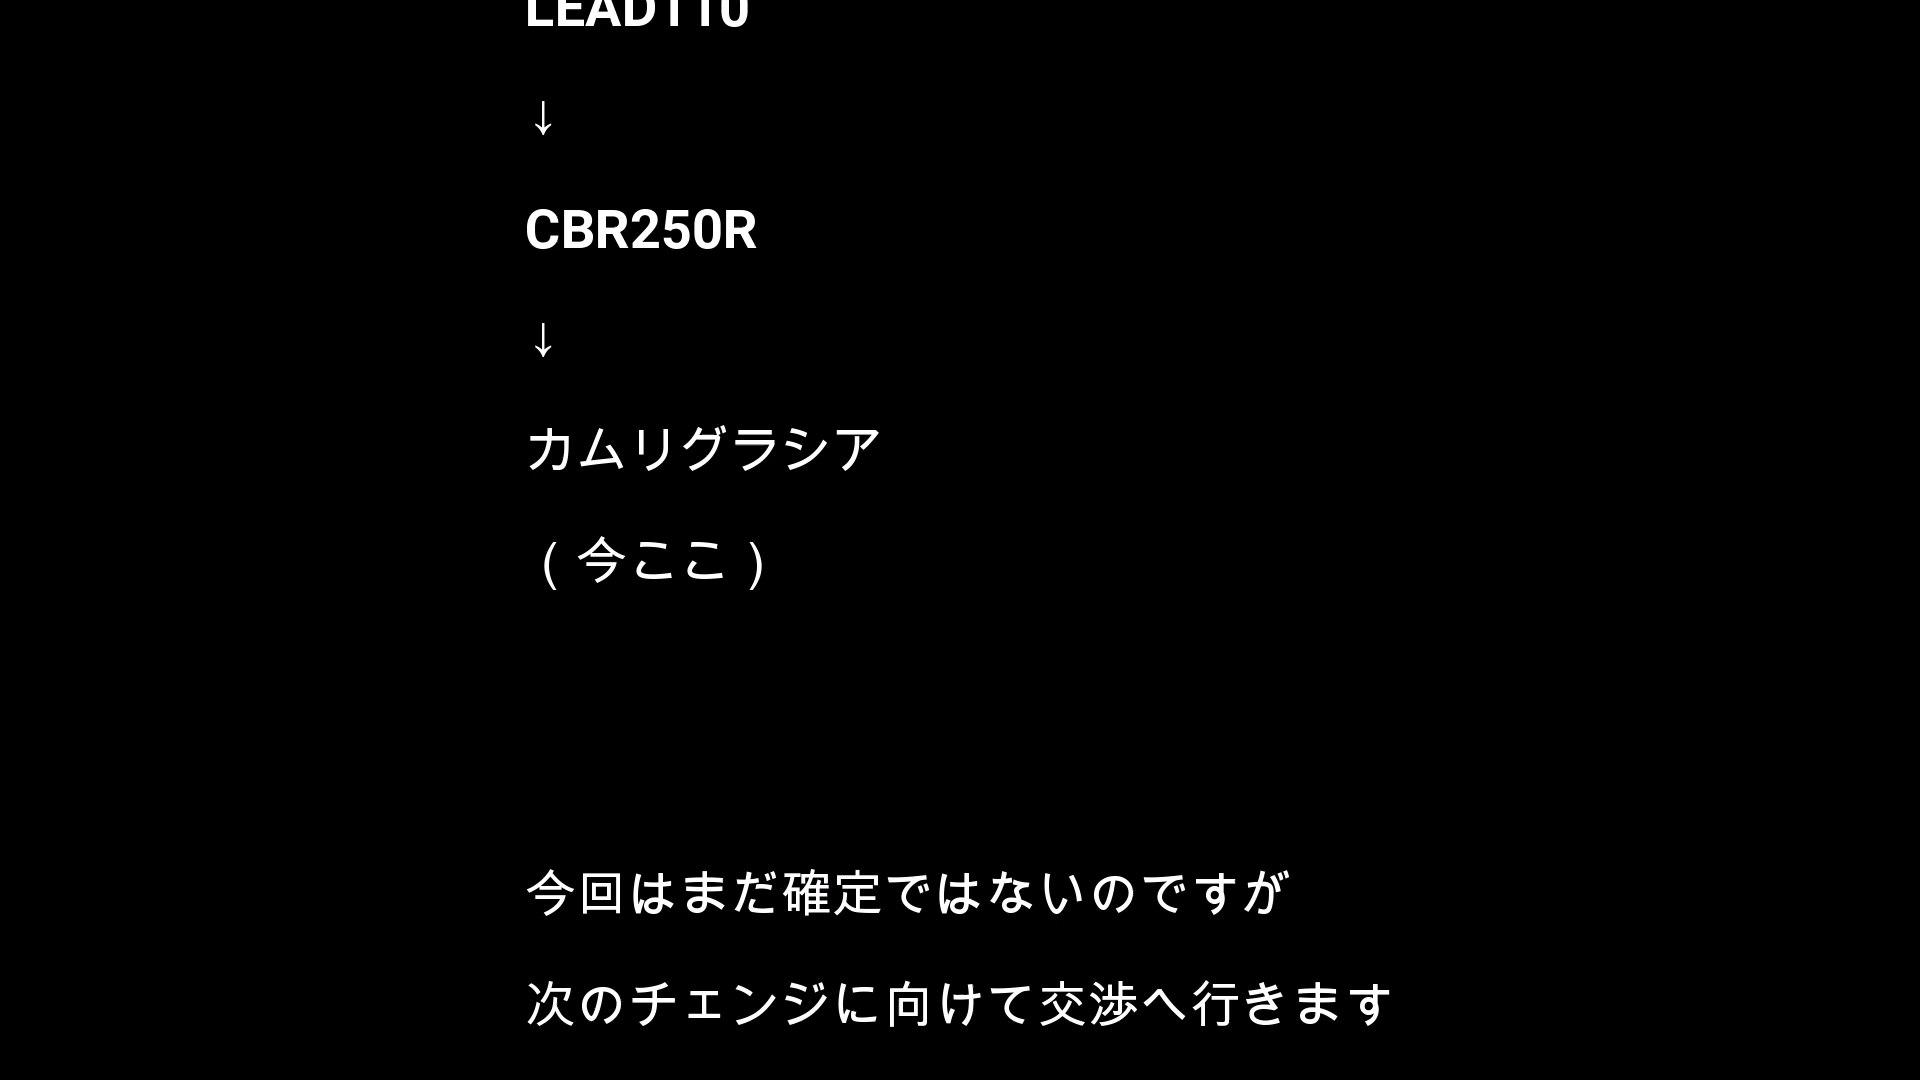 LEAD110
↓
CBR250R
↓
カムリグラシア
( 今ここ )
今回はまだ確定ではないのですが
次のチェンジに向けて交渉へ行きます